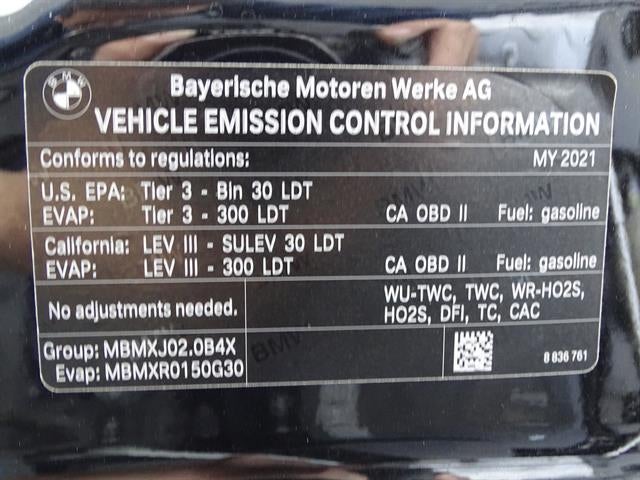 BMW
Bayerische Motoren Werke AG
VEHICLE EMISSION CONTROL INFORMATION
Conforms to regulations: MY 2021
U.S. EPA: Tier 3 - Bin 30 LDT
EVAP: Tier 3 - 300 LDT CA OBD II Fuel: gasoline
California: LEV III - SULEV 30 LDT
EVAP: LEV III - 300 LDT CA OBD II Fuel: gasoline
No adjustments needed. WU-TWC, TWC, WR-HO2S,
HO2S, DFI, TC, CAC
Group: MBMXJ02.0B4X
Evap: MBMXR0150G30
8 836 761